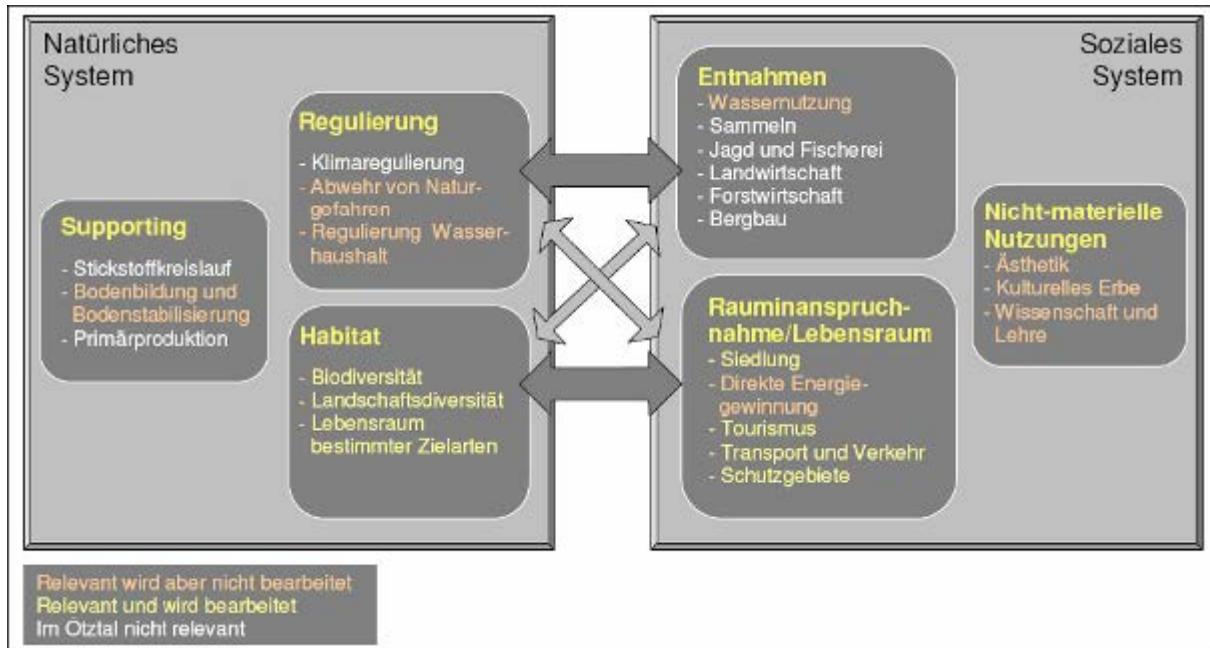 Natürliches
System
Regulierung
- Klimaregulierung
- Abwehr von Natur-
gefahren
- Regulierung Wasser-
haushalt
Supporting
- Stickstoffkreislauf
- Bodenbildung und
Bodenstabilisierung
- Primärproduktion
Habitat
- Biodiversität
- Landschaftsdiversität
- Lebensraum
bestimmter Zielarten
Soziales
System
Entnahmen
- Wassernutzung
- Sammeln
- Jagd und Fischerei
- Landwirtschaft
- Forstwirtschaft
- Bergbau
Nicht-materielle
Nutzungen
- Ästhetik
- Kulturelles Erbe
- Wissenschaft und
Lehre
Rauminanspruch-
nahme/Lebensraum
- Siedlung
- Direkte Energie-
gewinnung
- Tourismus
- Transport und Verkehr
- Schutzgebiete
Relevant wird aber nicht bearbeitet
Relevant und wird bearbeitet
Im Ötztal nicht relevant